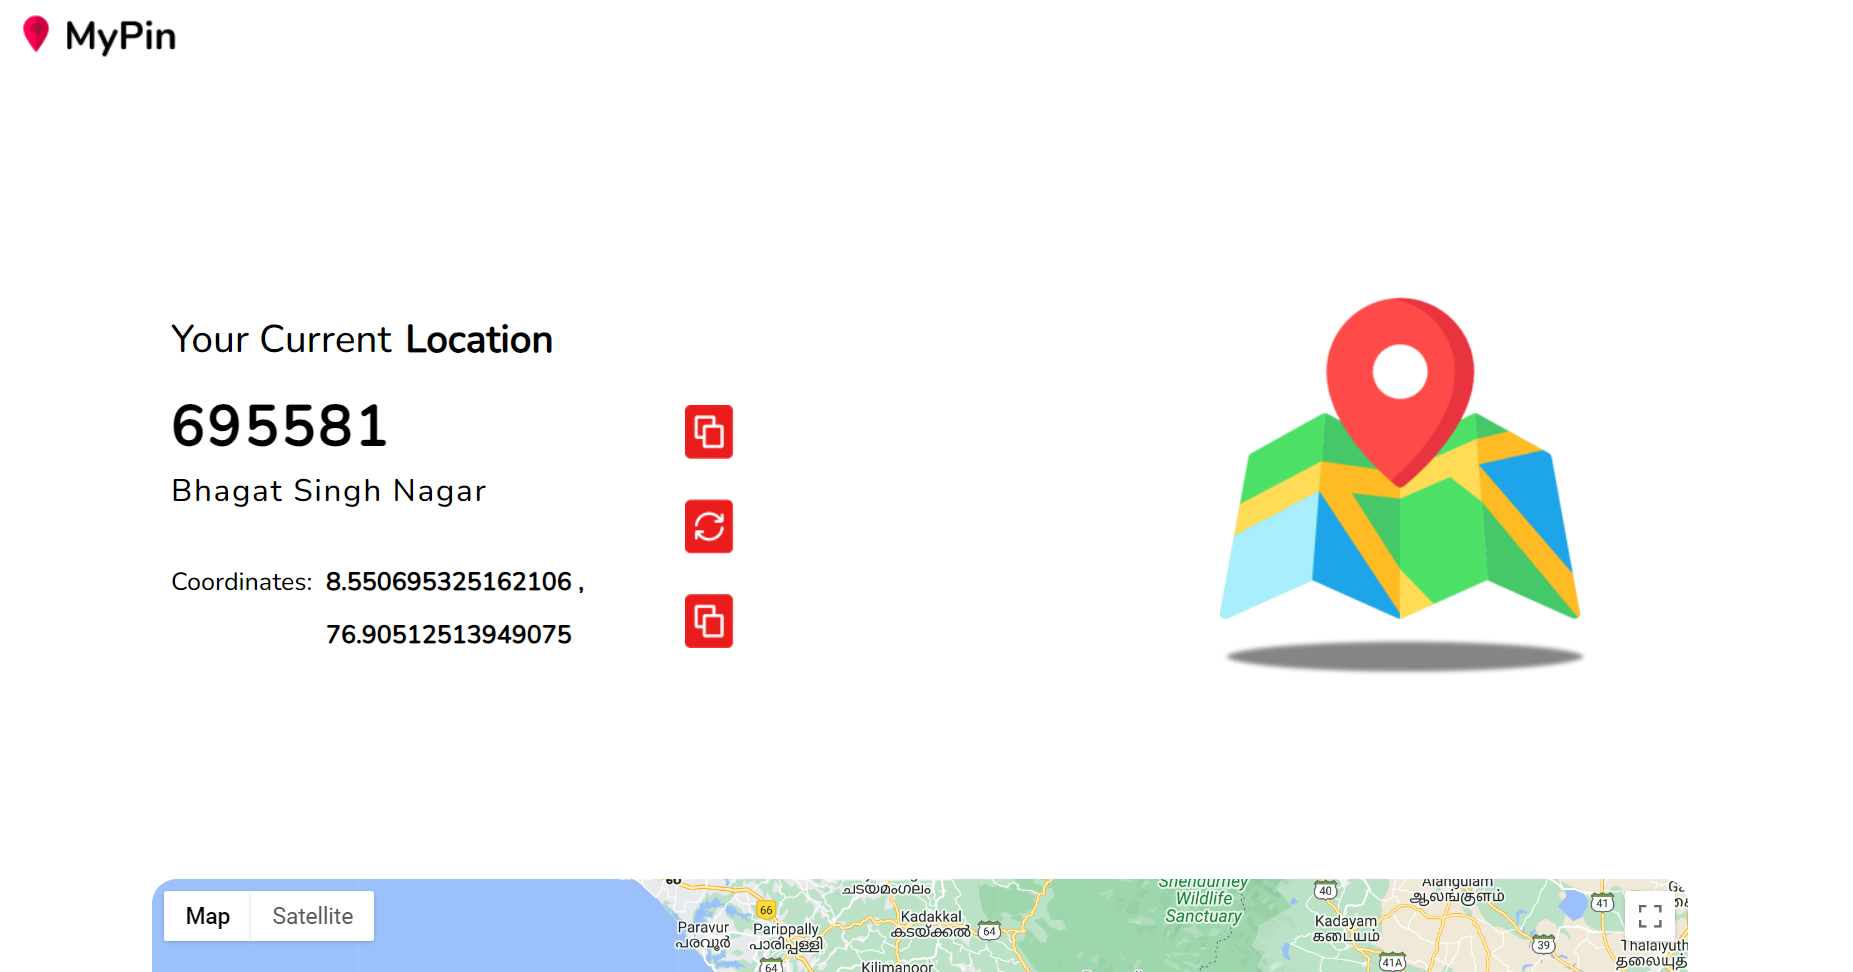 MyPin
Your Current Location
695581
Bhagat Singh Nagar
Coordinates: 8.550695325162106 ,
76.90512513949075
Map
Satellite
ചടയമംഗലം
Shendurney
Wildlife
Sanctuary
40
Alangulam
ஆலங்குளம்
41
66
Kadakkal
കടയ്ക്കൽ
64
Kadayam
கடையம்
Paravur
പരവൂർ
Parippally
പാരിപ്പള്ളി
39
Thalaiyuth
தலையுத்
64
Kilimanoor
41A